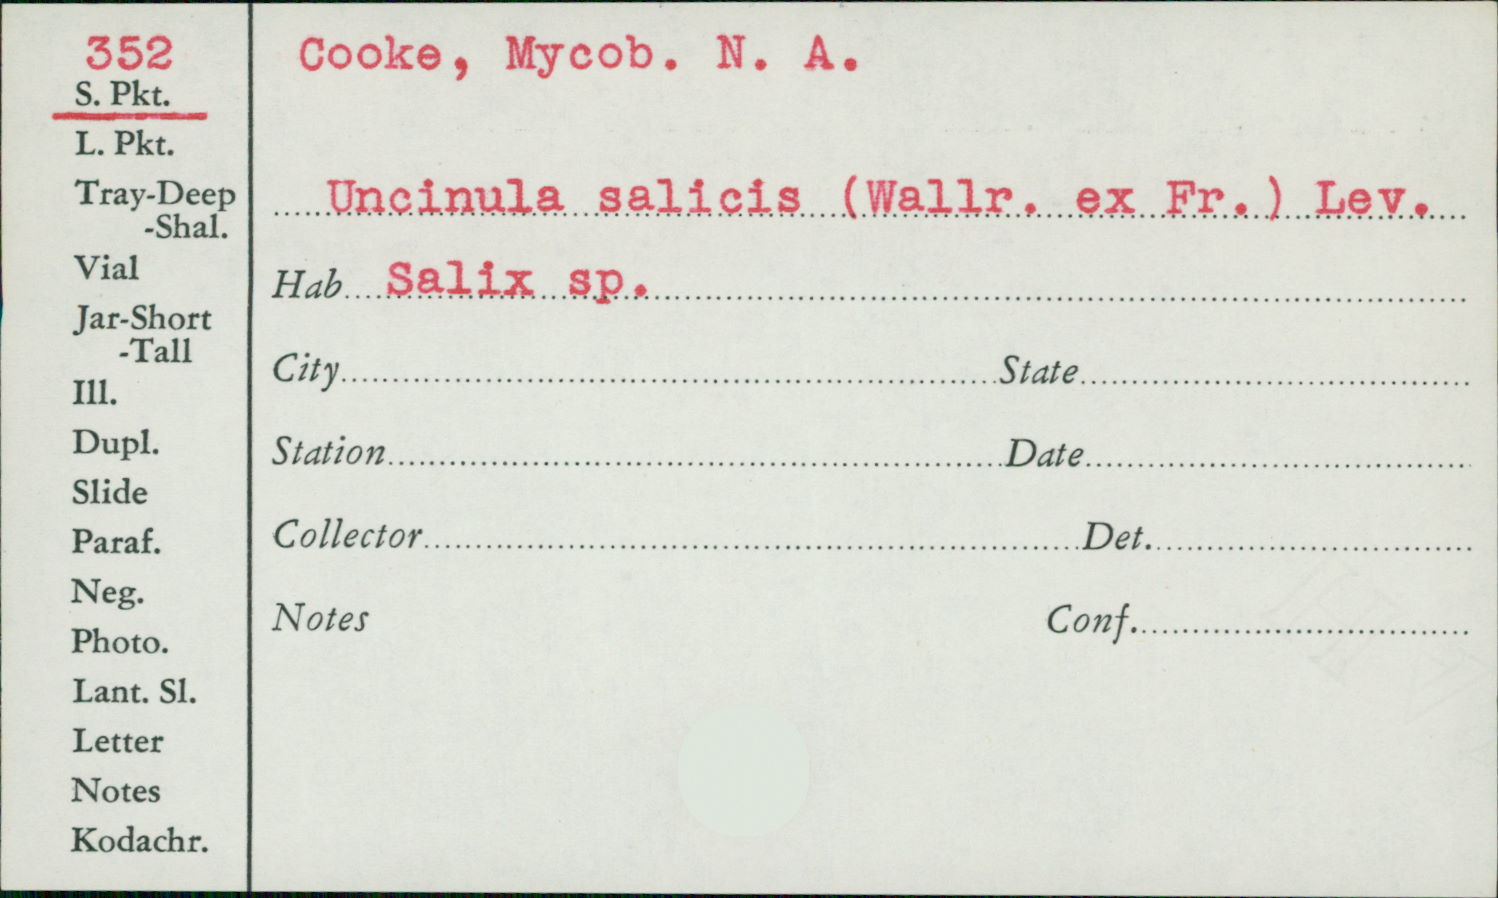 352
S. Pkt.
L. Pkt.
Tray-Deep
-Shal.
Vial
Jar-Short
-Tall
Ill.
Dupl.
Slide
Paraf.
Neg.
Photo.
Lant. Sl.
Letter
Notes
Kodachr.
Cooke, Mycob. N. A.
Uncinula salicis (Wallr. ex Fr.) Lev.
Hab Salix sp.
City State
Station Date
Collector Det.
Notes Conf.